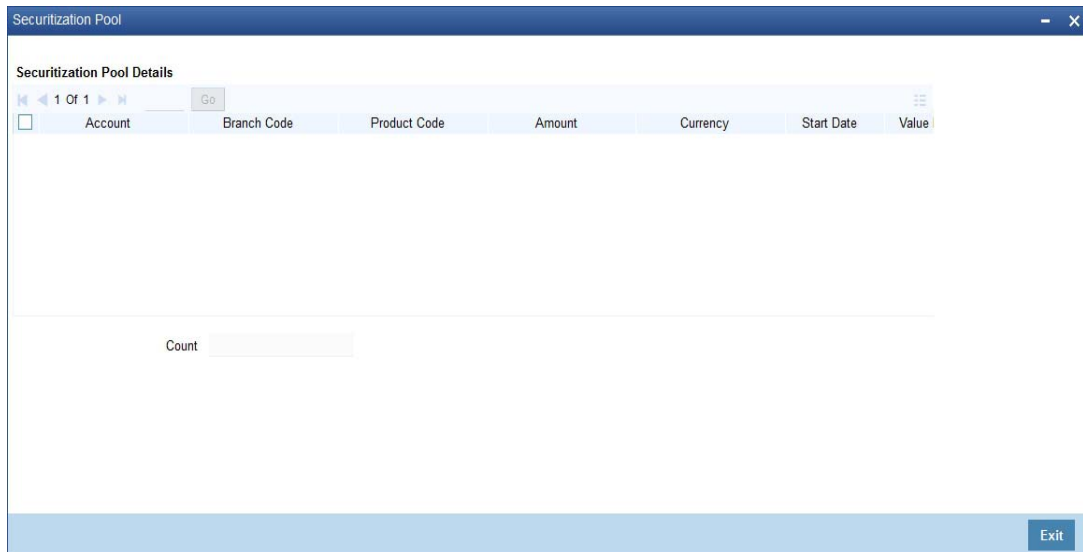 Securitization Pool
Securitization Pool Details
1 Of 1 Go
Account Branch Code Product Code Amount Currency Start Date Value
Count
Exit